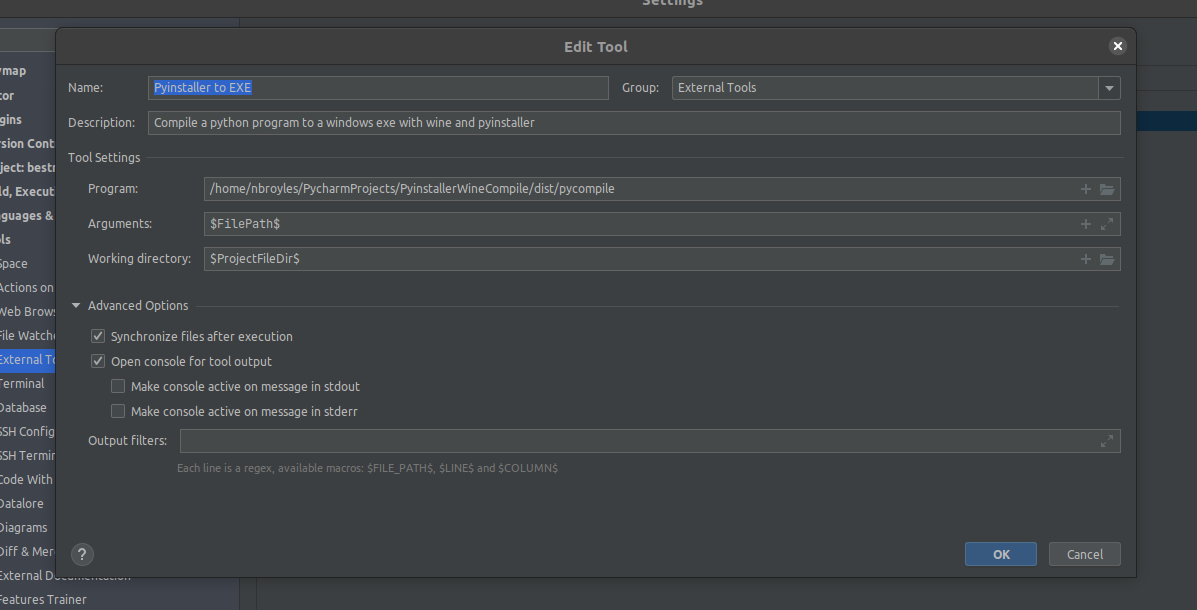 Settings
Edit Tool
Name: Pyinstaller to EXE Group: External Tools
Description: Compile a python program to a windows exe with wine and pyinstaller
Tool Settings
Program: /home/nbroyles/PycharmProjects/PyinstallerWineCompile/dist/pycompile
Arguments: $FilePath$
Working directory: $ProjectFileDir$
Advanced Options
Synchronize files after execution
Open console for tool output
Make console active on message in stdout
Make console active on message in stderr
Output filters:
Each line is a regex, available macros: $FILE_PATH$, $LINE$ and $COLUMN$
? OK Cancel
ymap
tor
gins
rsion Cont
ject: bestr
ld, Execut
nguages &
ls
Space
Actions on
Web Brows
File Watche
External To
Terminal
Database
SSH Config
SSH Termin
Code With
Datalore
Diagrams
Diff & Mer
External Documentation
Features Trainer